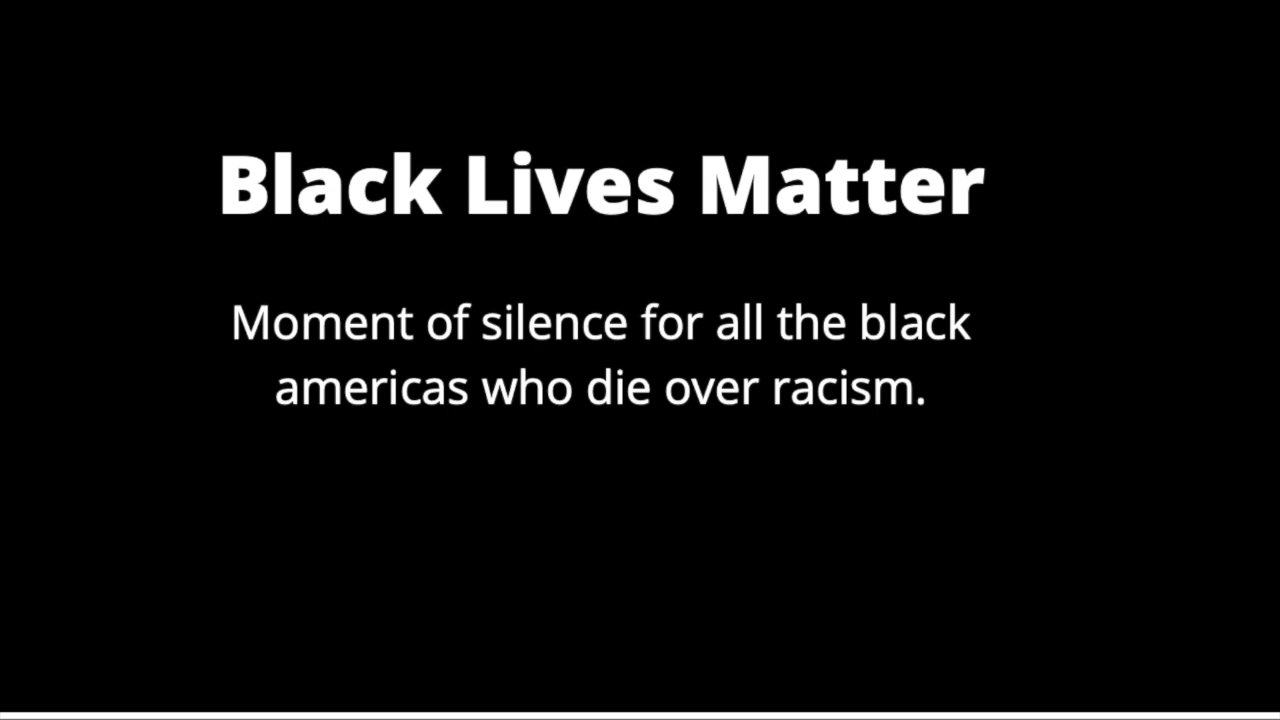 Black Lives Matter
Moment of silence for all the black
americas who die over racism.